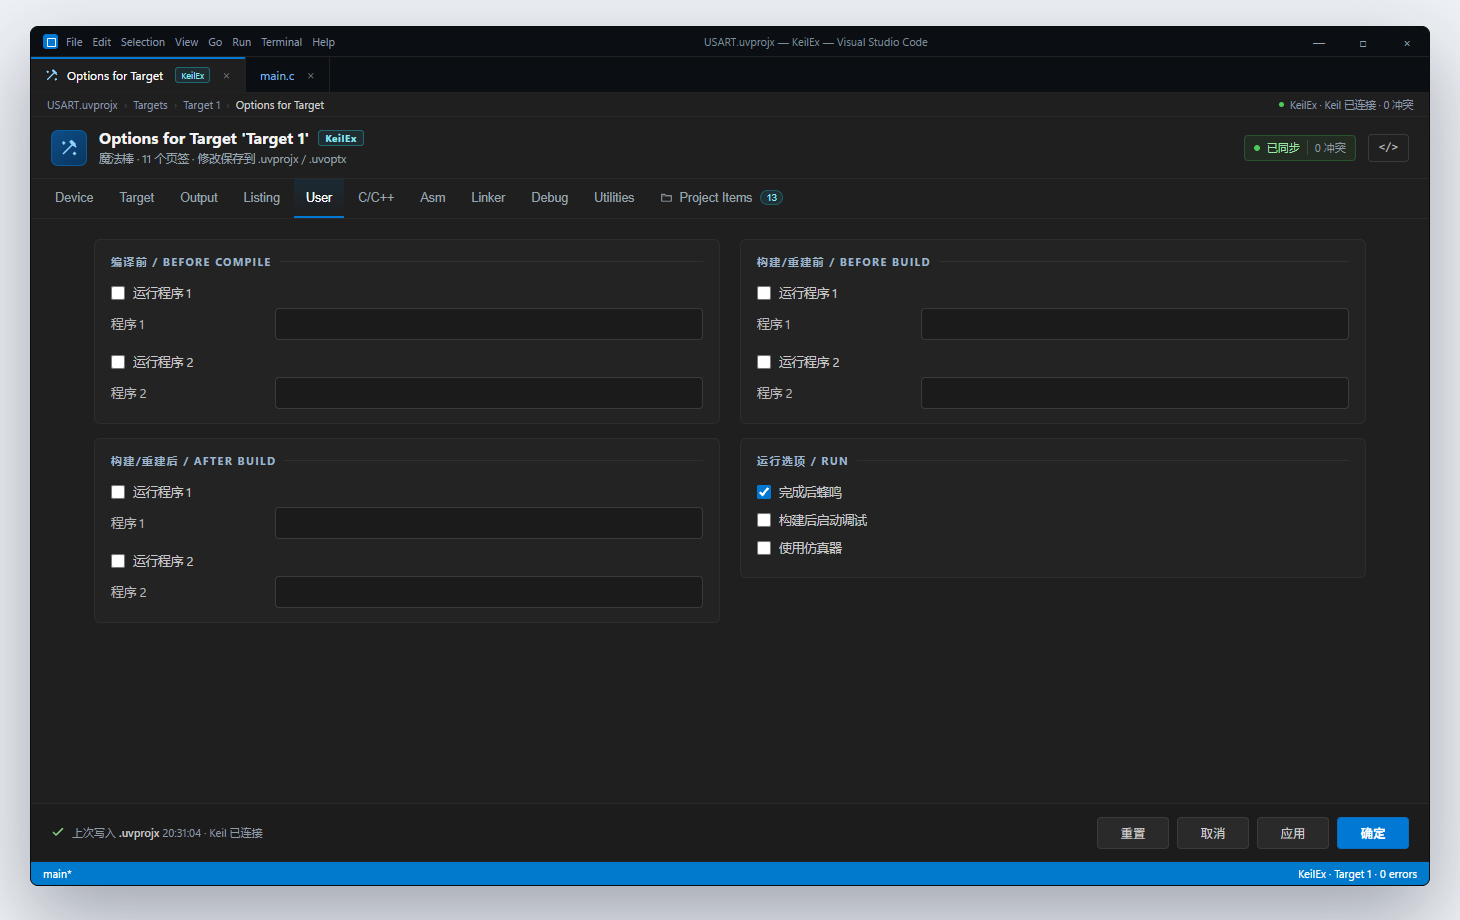 File Edit Selection View Go Run Terminal Help
USART.uvprojx — KeilEx — Visual Studio Code
Options for Target KeilEx × main.c ×
USART.uvprojx › Targets › Target 1 › Options for Target
KeilEx · Keil 已连接 · 0 冲突
Options for Target 'Target 1' KeilEx
魔法棒 · 11 个页签 · 修改保存到 .uvprojx / .uvoptx
已同步 0 冲突 </>
Device Target Output Listing User C/C++ Asm Linker Debug Utilities Project Items 13
编译前 / BEFORE COMPILE
运行程序 1
程序 1
运行程序 2
程序 2
构建/重建前 / BEFORE BUILD
运行程序 1
程序 1
运行程序 2
程序 2
构建/重建后 / AFTER BUILD
运行程序 1
程序 1
运行程序 2
程序 2
运行选项 / RUN
完成后蜂鸣
构建后启动调试
使用仿真器
上次写入 .uvprojx 20:31:04 · Keil 已连接
重置 取消 应用 确定
main*
KeilEx · Target 1 · 0 errors